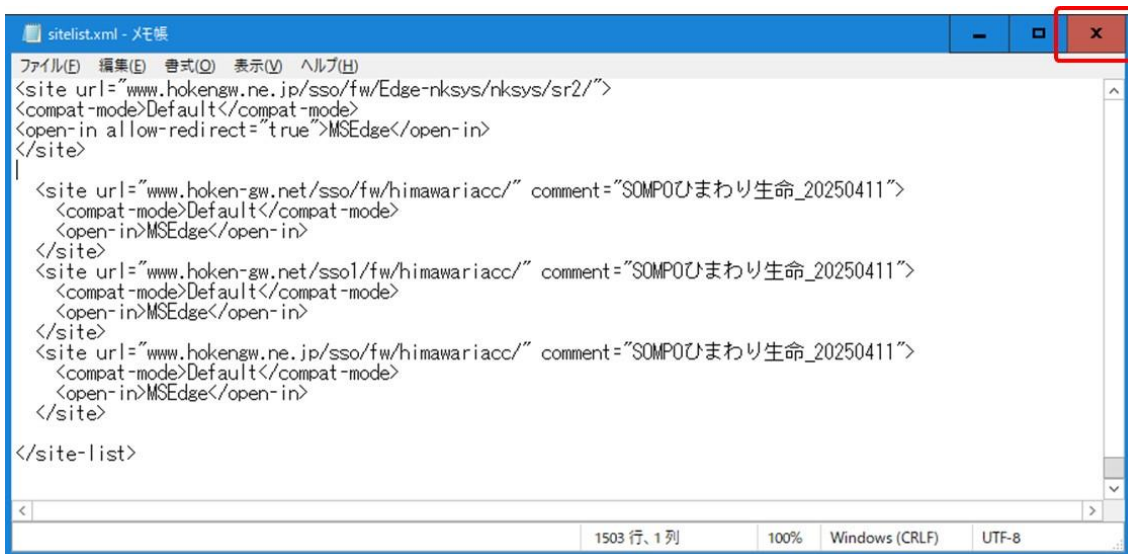 sitelist.xml - メモ帳
ファイル(F) 編集(E) 書式(O) 表示(V) ヘルプ(H)
<site url="www.hokengw.ne.jp/sso/fw/Edge-nksys/nksys/sr2/">
<compat-mode>Default</compat-mode>
<open-in allow-redirect="true">MSEdge</open-in>
</site>
<site url="www.hoken-gw.net/sso/fw/himawariacc/" comment="SOMPOひまわり生命_20250411">
<compat-mode>Default</compat-mode>
<open-in>MSEdge</open-in>
</site>
<site url="www.hoken-gw.net/sso1/fw/himawariacc/" comment="SOMPOひまわり生命_20250411">
<compat-mode>Default</compat-mode>
<open-in>MSEdge</open-in>
</site>
<site url="www.hokengw.ne.jp/sso/fw/himawariacc/" comment="SOMPOひまわり生命_20250411">
<compat-mode>Default</compat-mode>
<open-in>MSEdge</open-in>
</site>
</site-list>
1503 行、1 列 100% Windows (CRLF) UTF-8